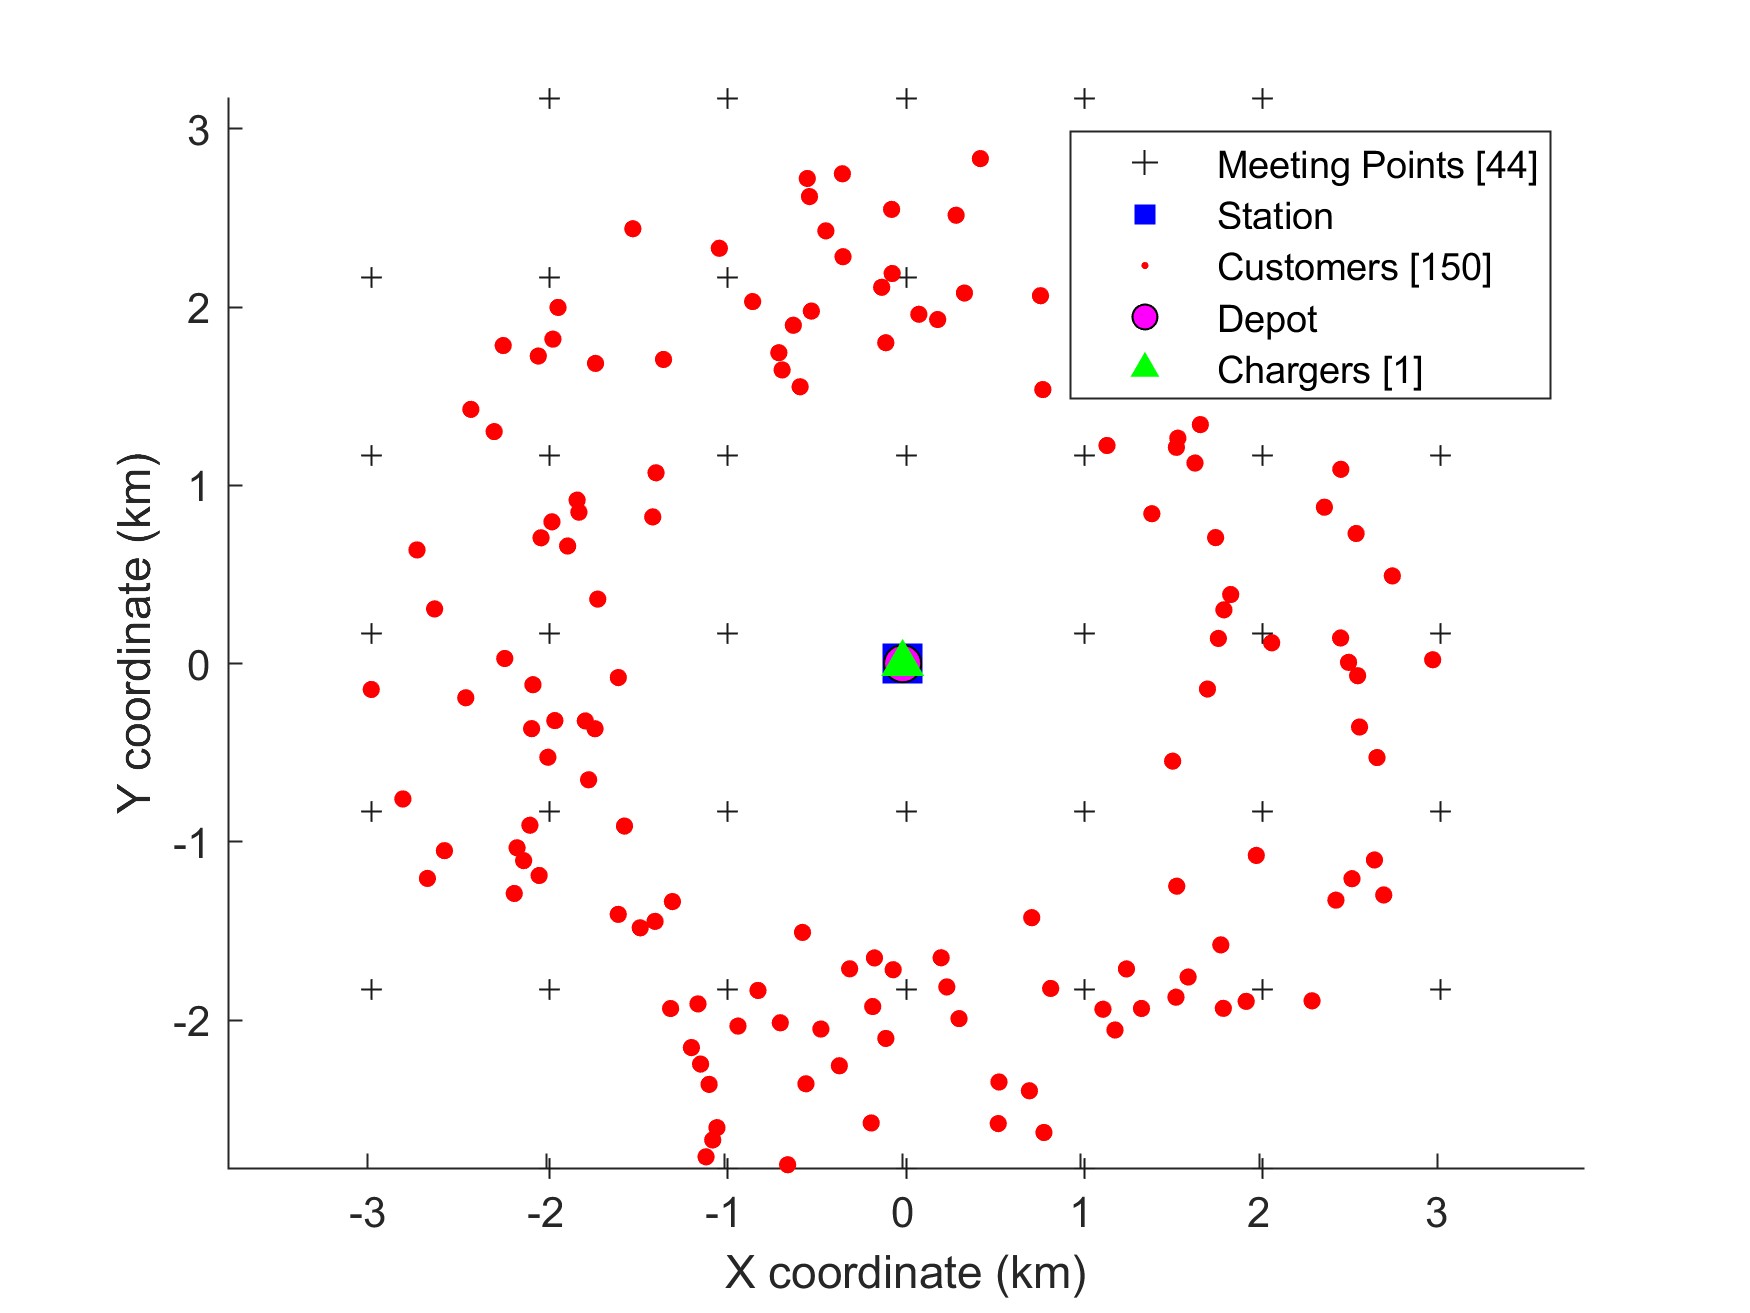 3
2
1
0
-1
-2
Y coordinate (km)
Meeting Points [44]
Station
Customers [150]
Depot
Chargers [1]
-3
-2
-1
0
1
2
3
X coordinate (km)